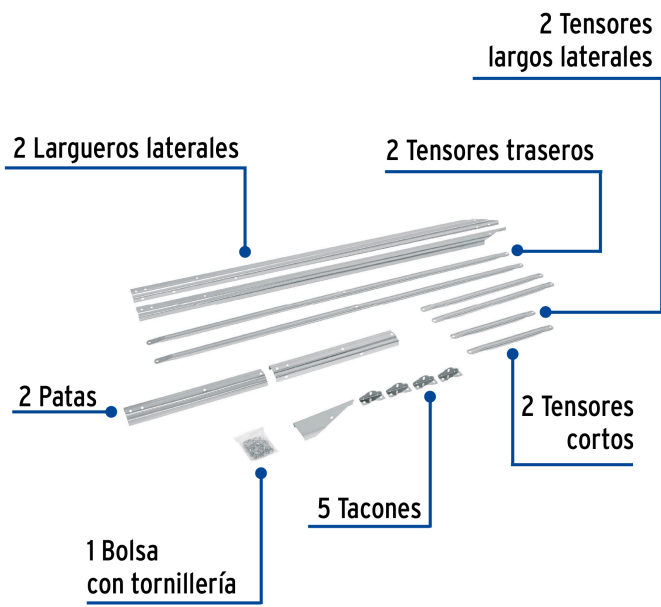 2 Tensores
largos laterales
2 Largueros laterales
2 Tensores traseros
2 Patas
2 Tensores
cortos
5 Tacones
1 Bolsa
con tornillería